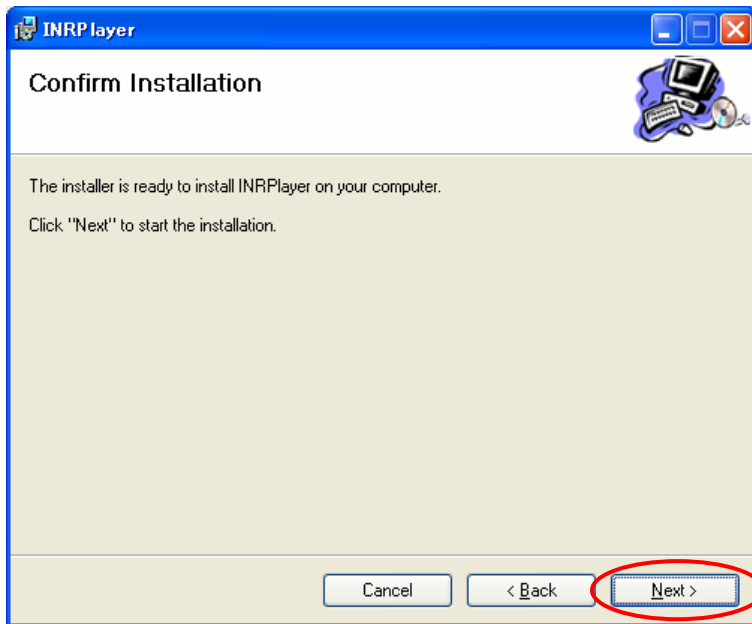 INRPlayer
Confirm Installation
The installer is ready to install INRPlayer on your computer.
Click "Next" to start the installation.
Cancel
< Back
Next >